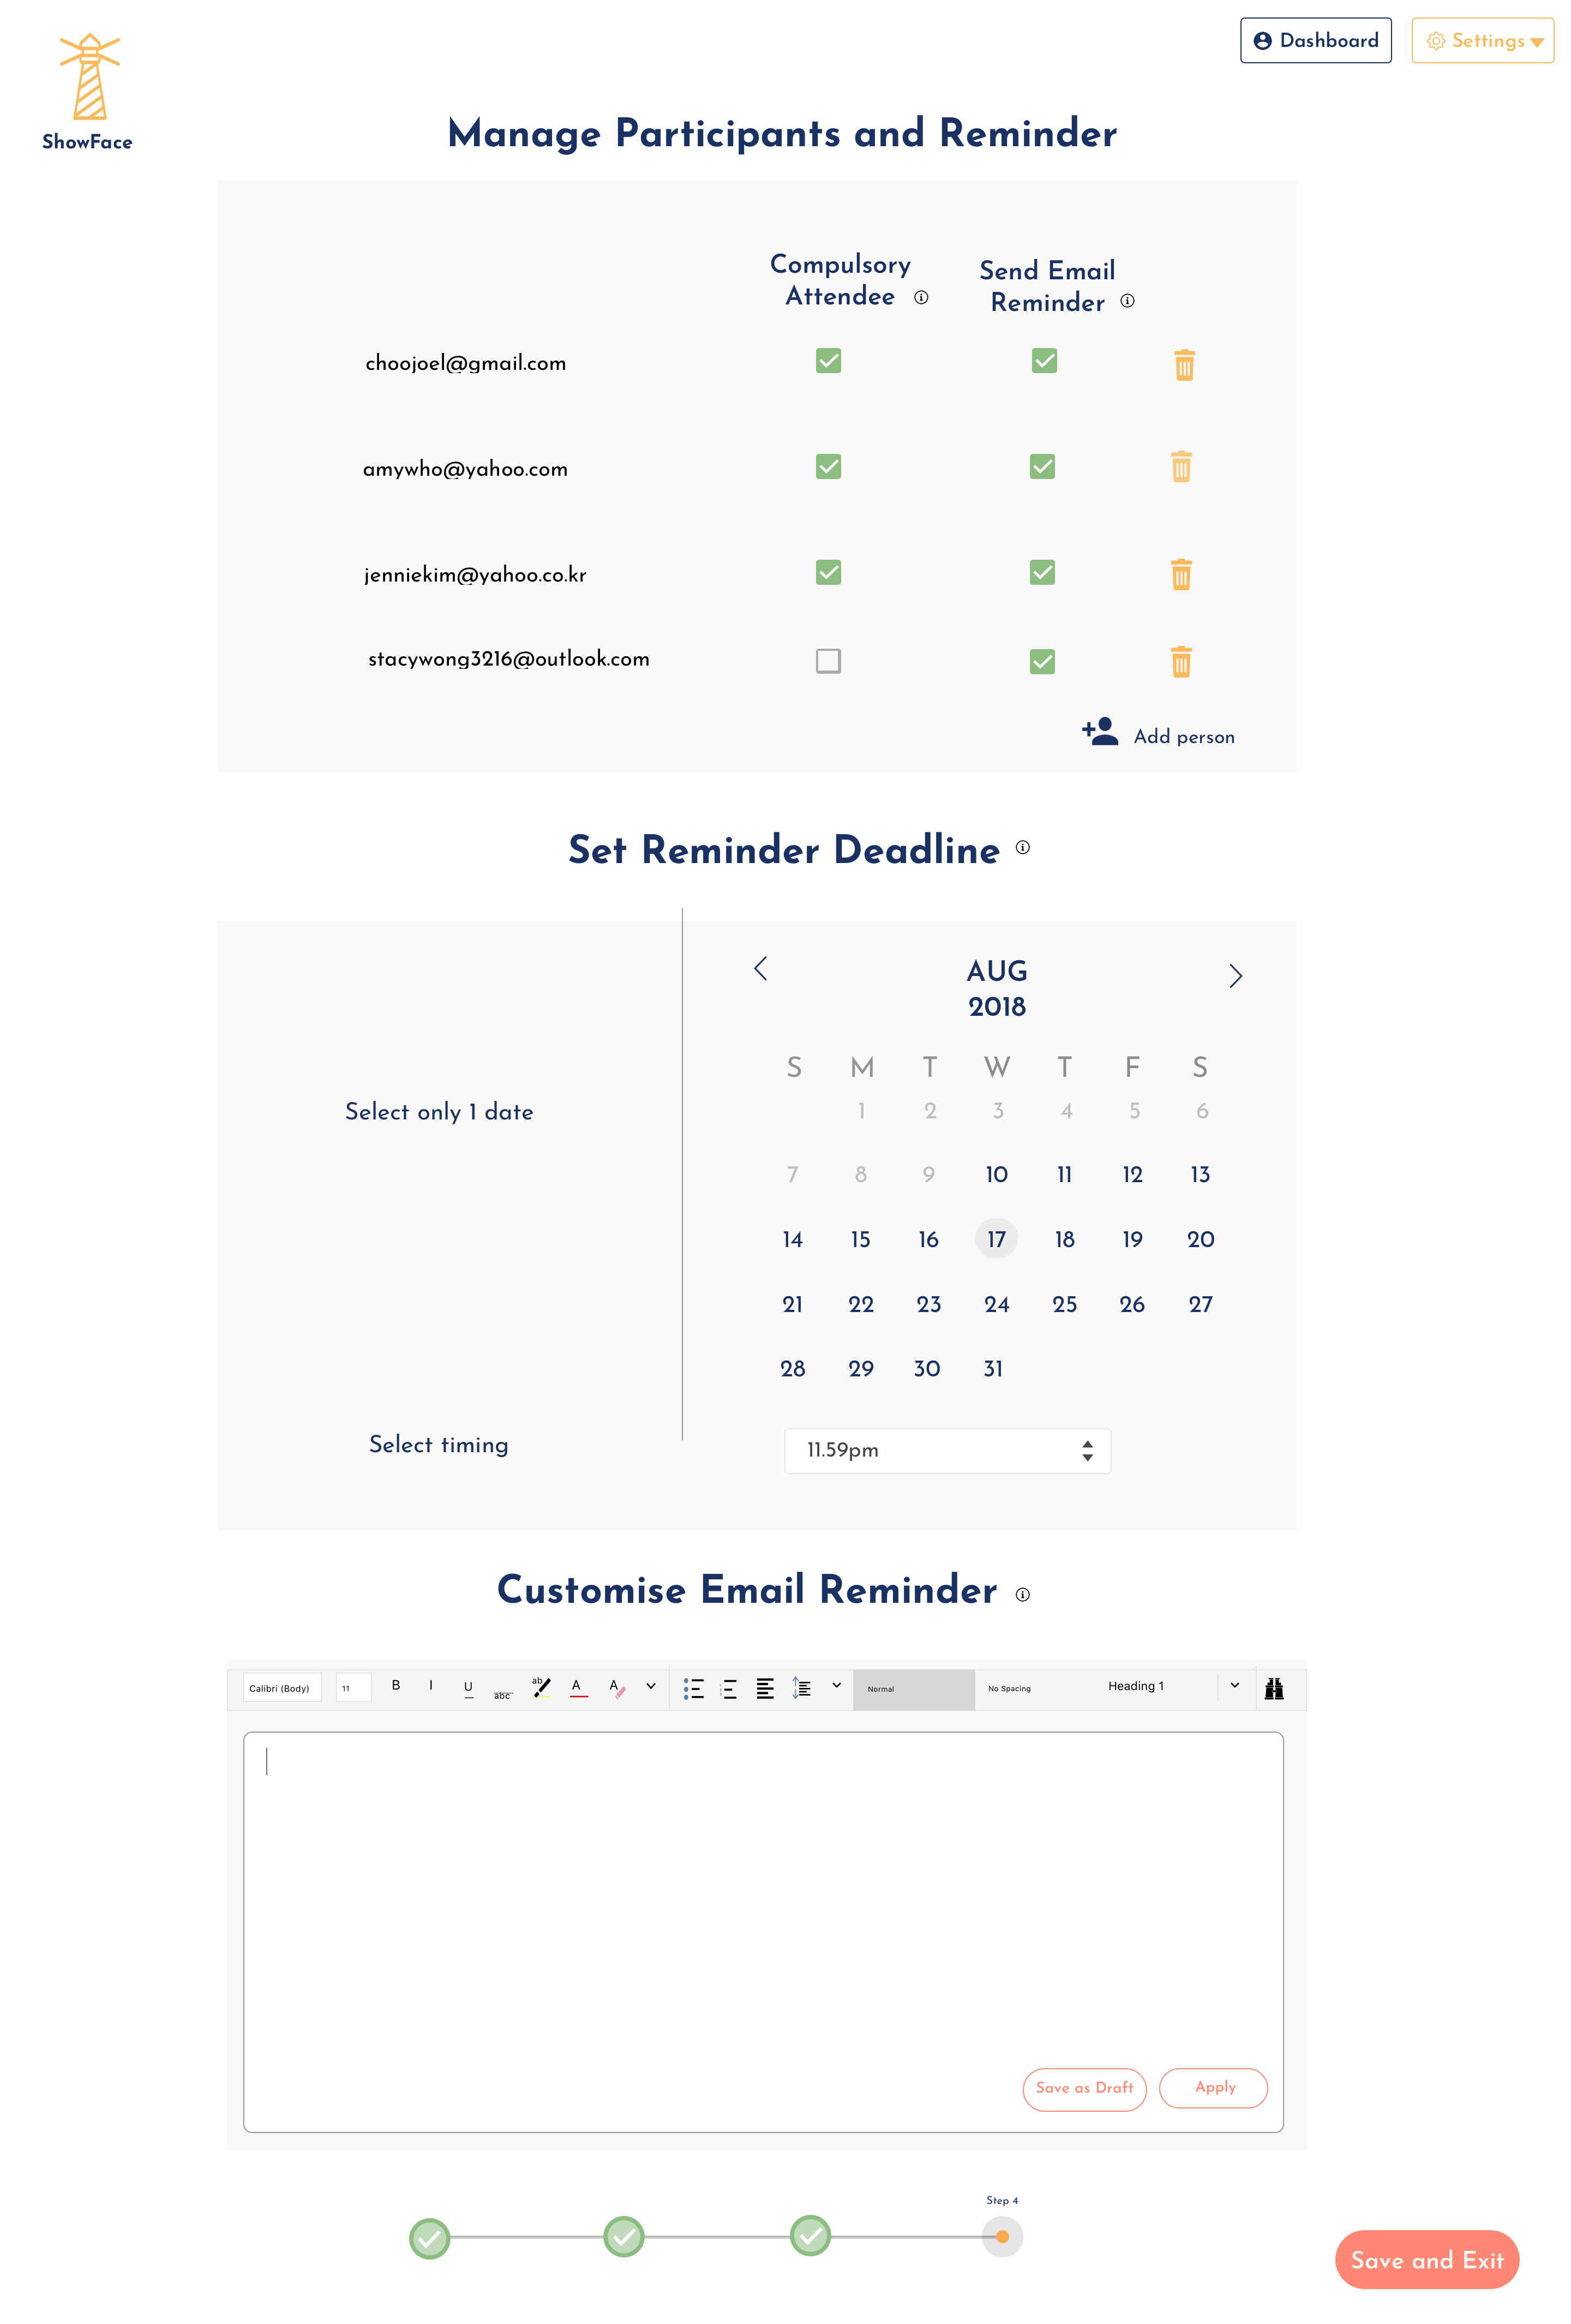 Dashboard
Settings
ShowFace
Manage Participants and Reminder
Compulsory
Attendee
Send Email
Reminder
choojoel@gmail.com
amywho@yahoo.com
jenniekim@yahoo.co.kr
stacywong3216@outlook.com
Add person
Set Reminder Deadline
AUG
2018
S M T W T F S
1 2 3 4 5 6
Select only 1 date
7 8 9 10 11 12 13
14 15 16 17 18 19 20
21 22 23 24 25 26 27
28 29 30 31
Select timing
11.59pm
Customise Email Reminder
Calibri (Body) 11 B I U abc ab A A Normal No Spacing Heading 1
Save as Draft
Apply
Step 4
Save and Exit